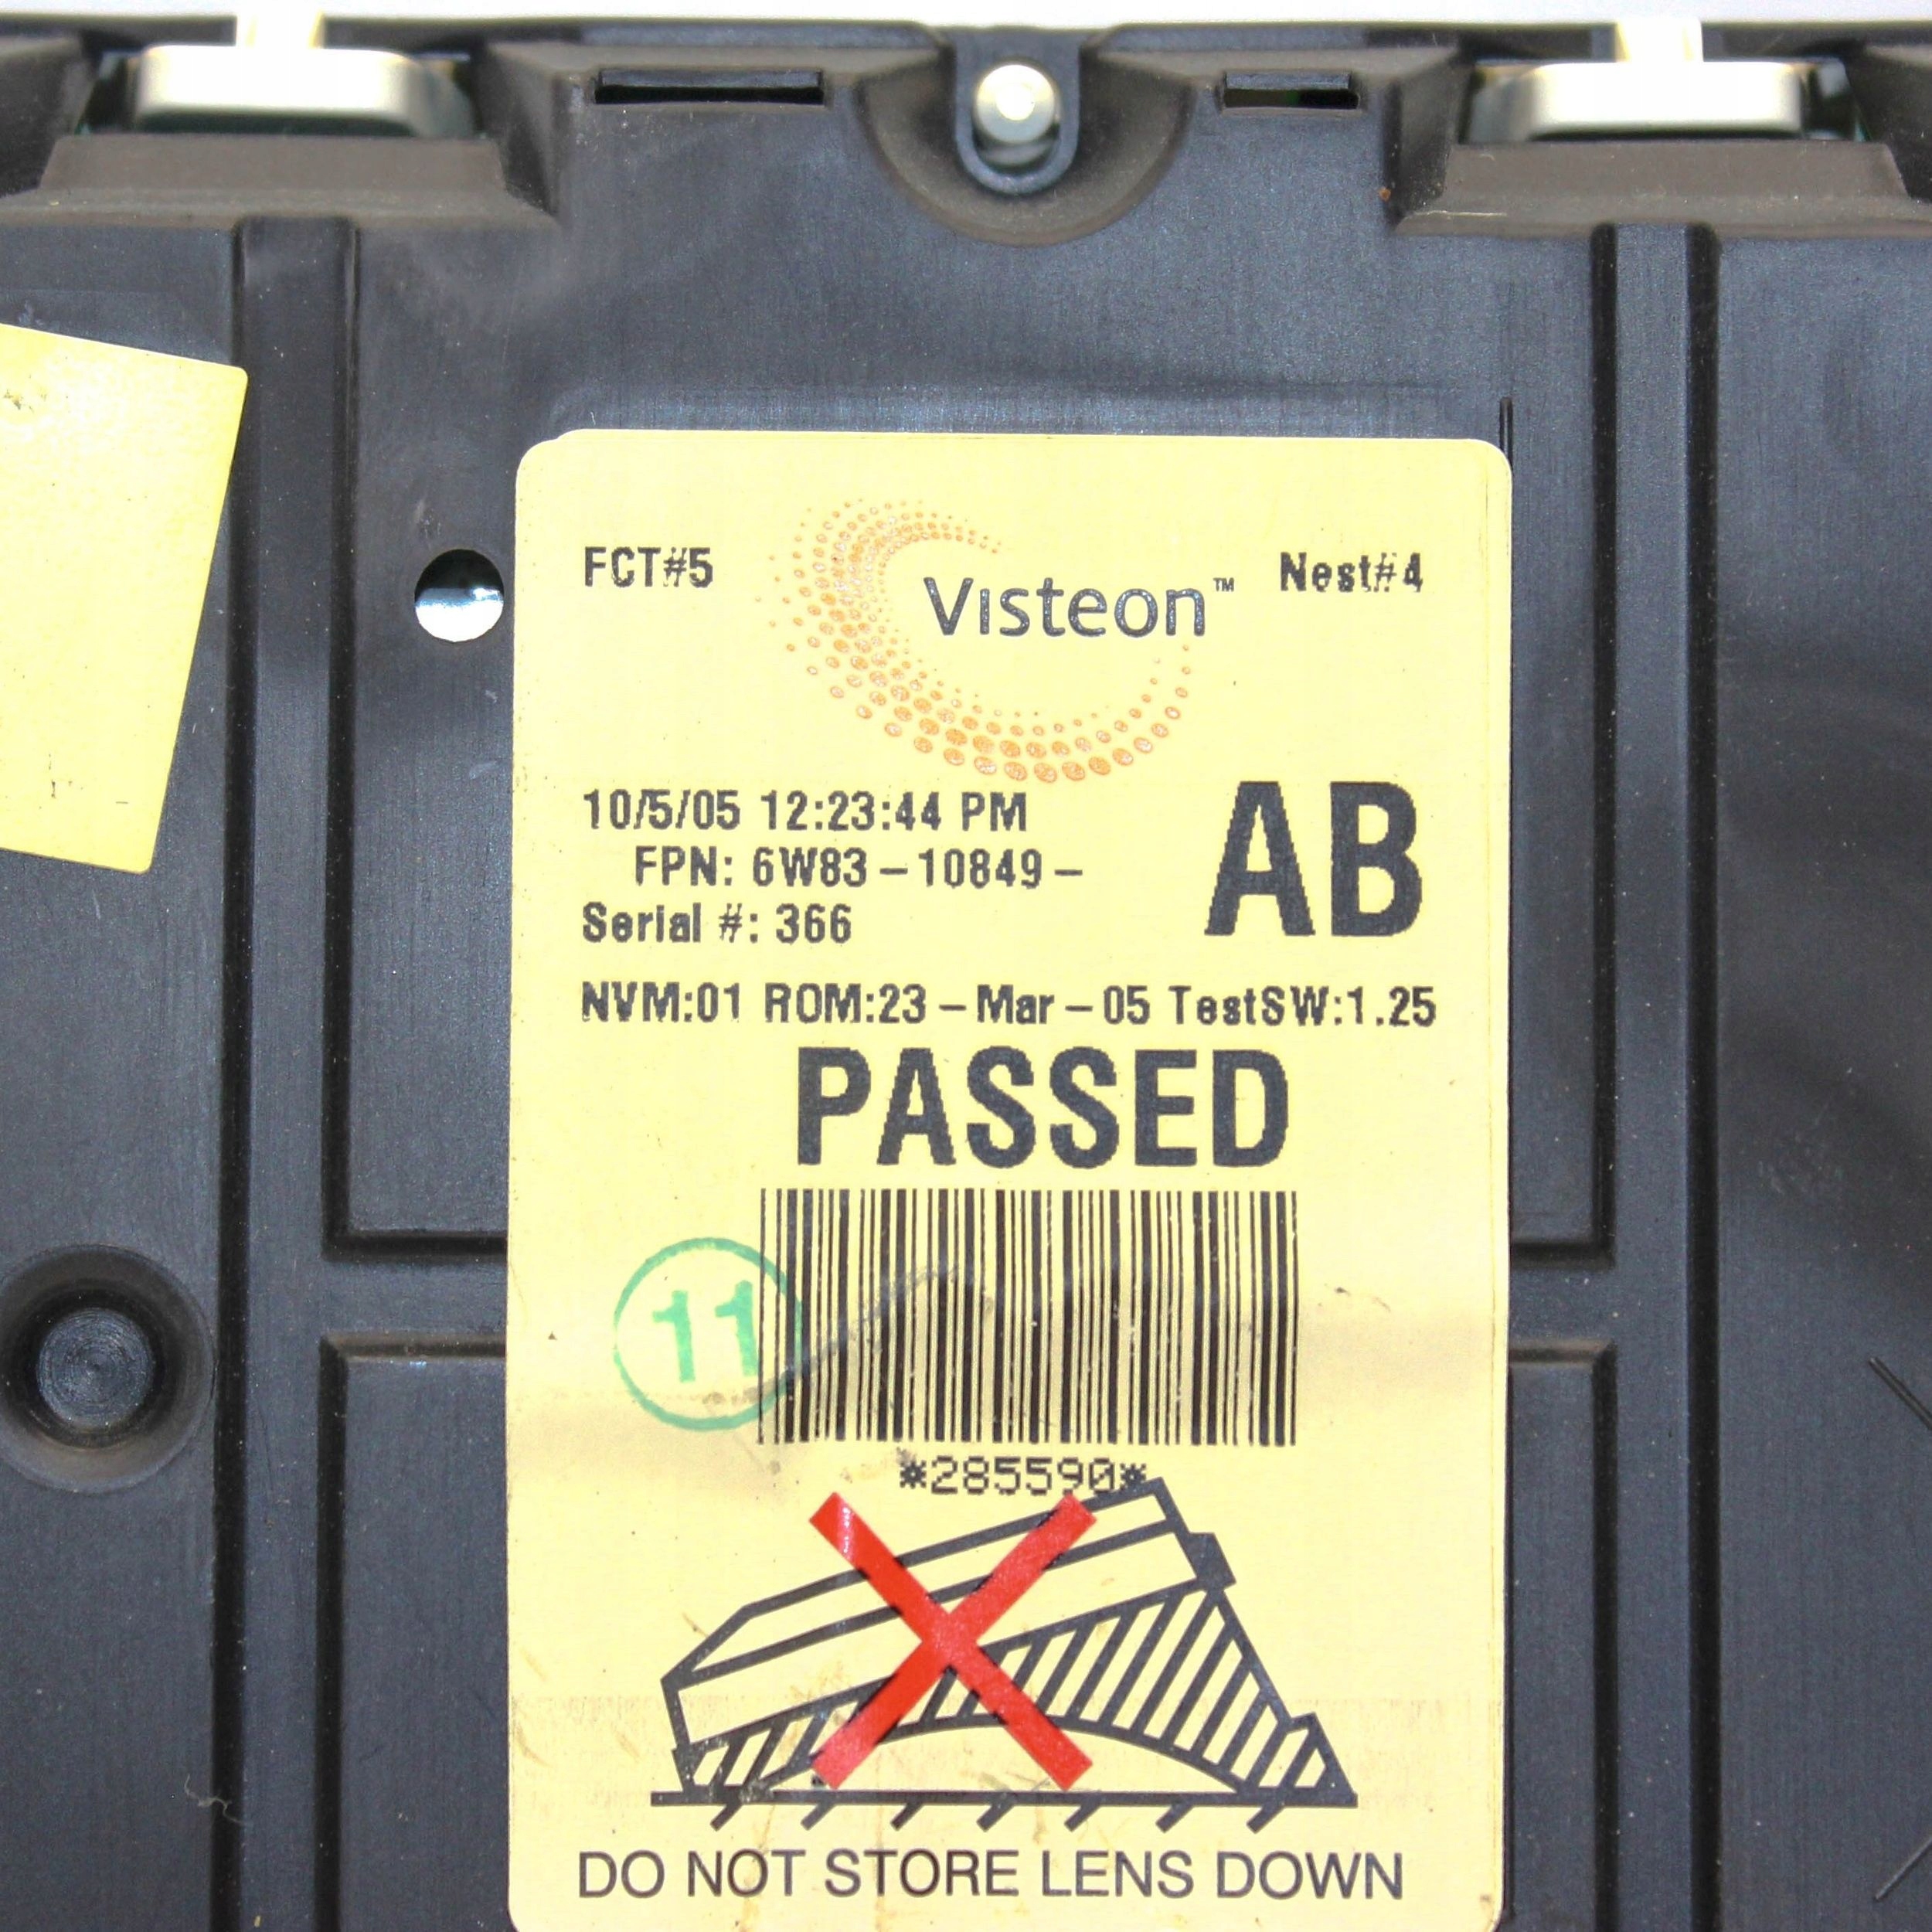 FCT#5
Visteon™
Nest#4
10/5/05 12:23:44 PM
FPN: 6W83-10849-
AB
Serial #: 366
NVM:01 ROM:23-Mar-05 TestSW:1.25
PASSED
11
*285590*
DO NOT STORE LENS DOWN